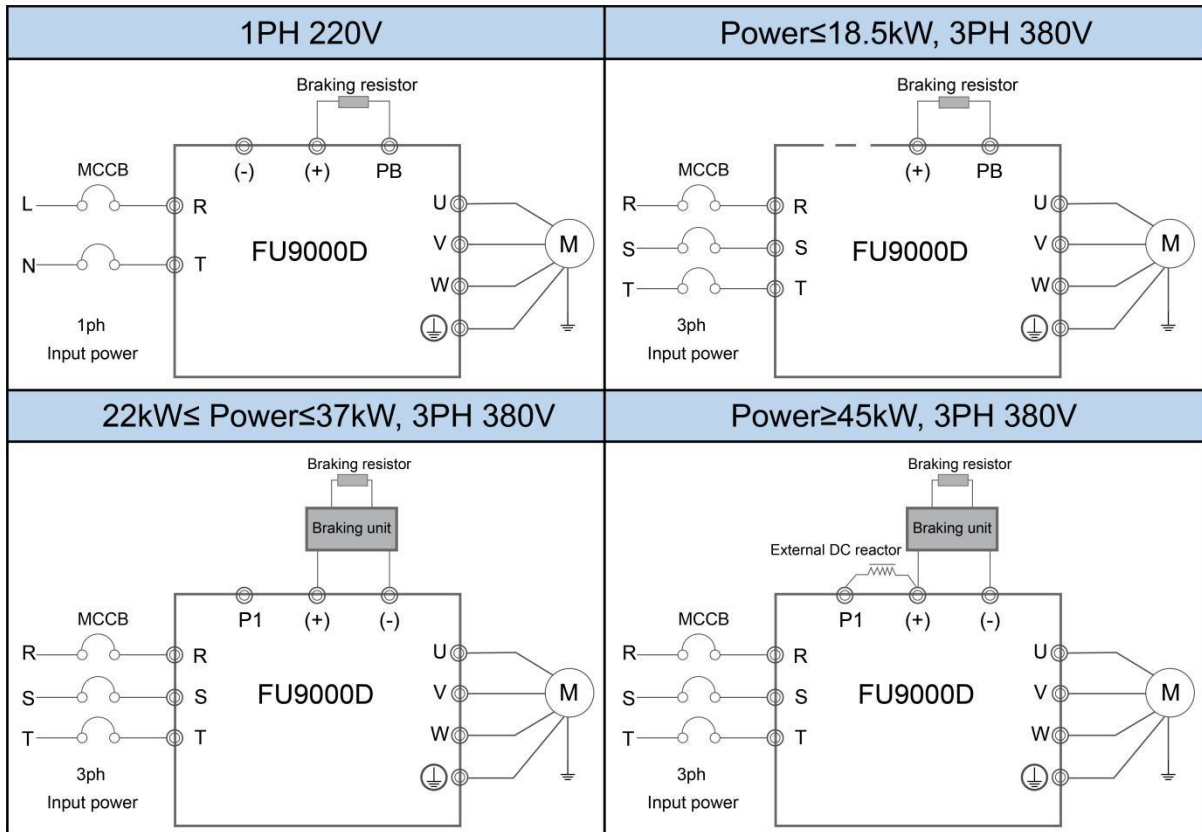 1PH 220V
Braking resistor
(-) (+) PB
MCCB
L R
N T
FU9000D
U
V
W
M
1ph
Input power
Power≤18.5kW, 3PH 380V
Braking resistor
(+) PB
MCCB
R R
S S
T T
FU9000D
U
V
W
M
3ph
Input power
22kW≤ Power≤37kW, 3PH 380V
Braking resistor
Braking unit
P1 (+) (-)
MCCB
R R
S S
T T
FU9000D
U
V
W
M
3ph
Input power
Power≥45kW, 3PH 380V
Braking resistor
Braking unit
External DC reactor
P1 (+) (-)
MCCB
R R
S S
T T
FU9000D
U
V
W
M
3ph
Input power